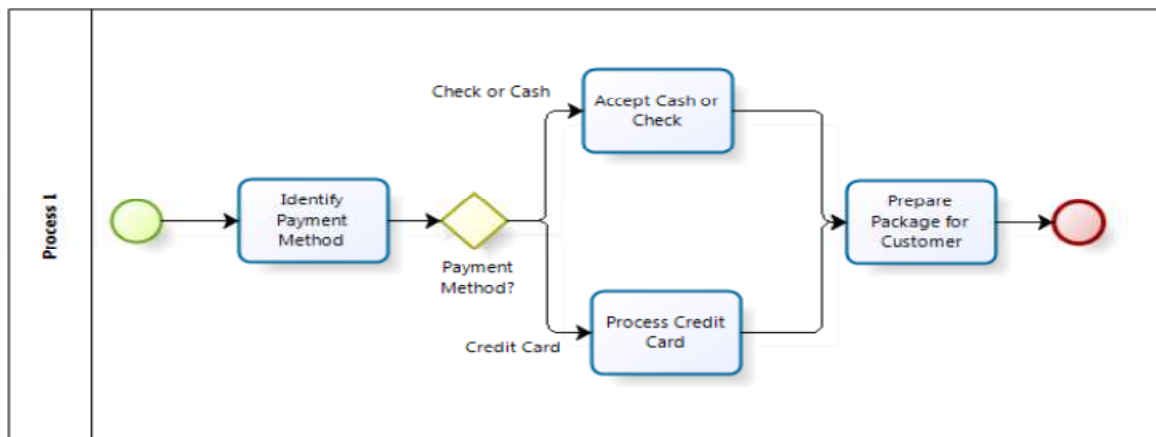 Process 1
Identify
Payment
Method
Payment
Method?
Check or Cash
Accept Cash or
Check
Credit Card
Process Credit
Card
Prepare
Package for
Customer